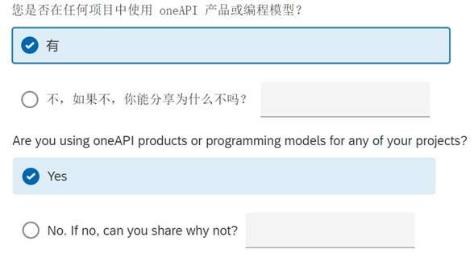 您是否在任何项目中使用 oneAPI 产品或编程模型?
有
不，如果不，你能分享为什么不吗?
Are you using oneAPI products or programming models for any of your projects?
Yes
No. If no, can you share why not?